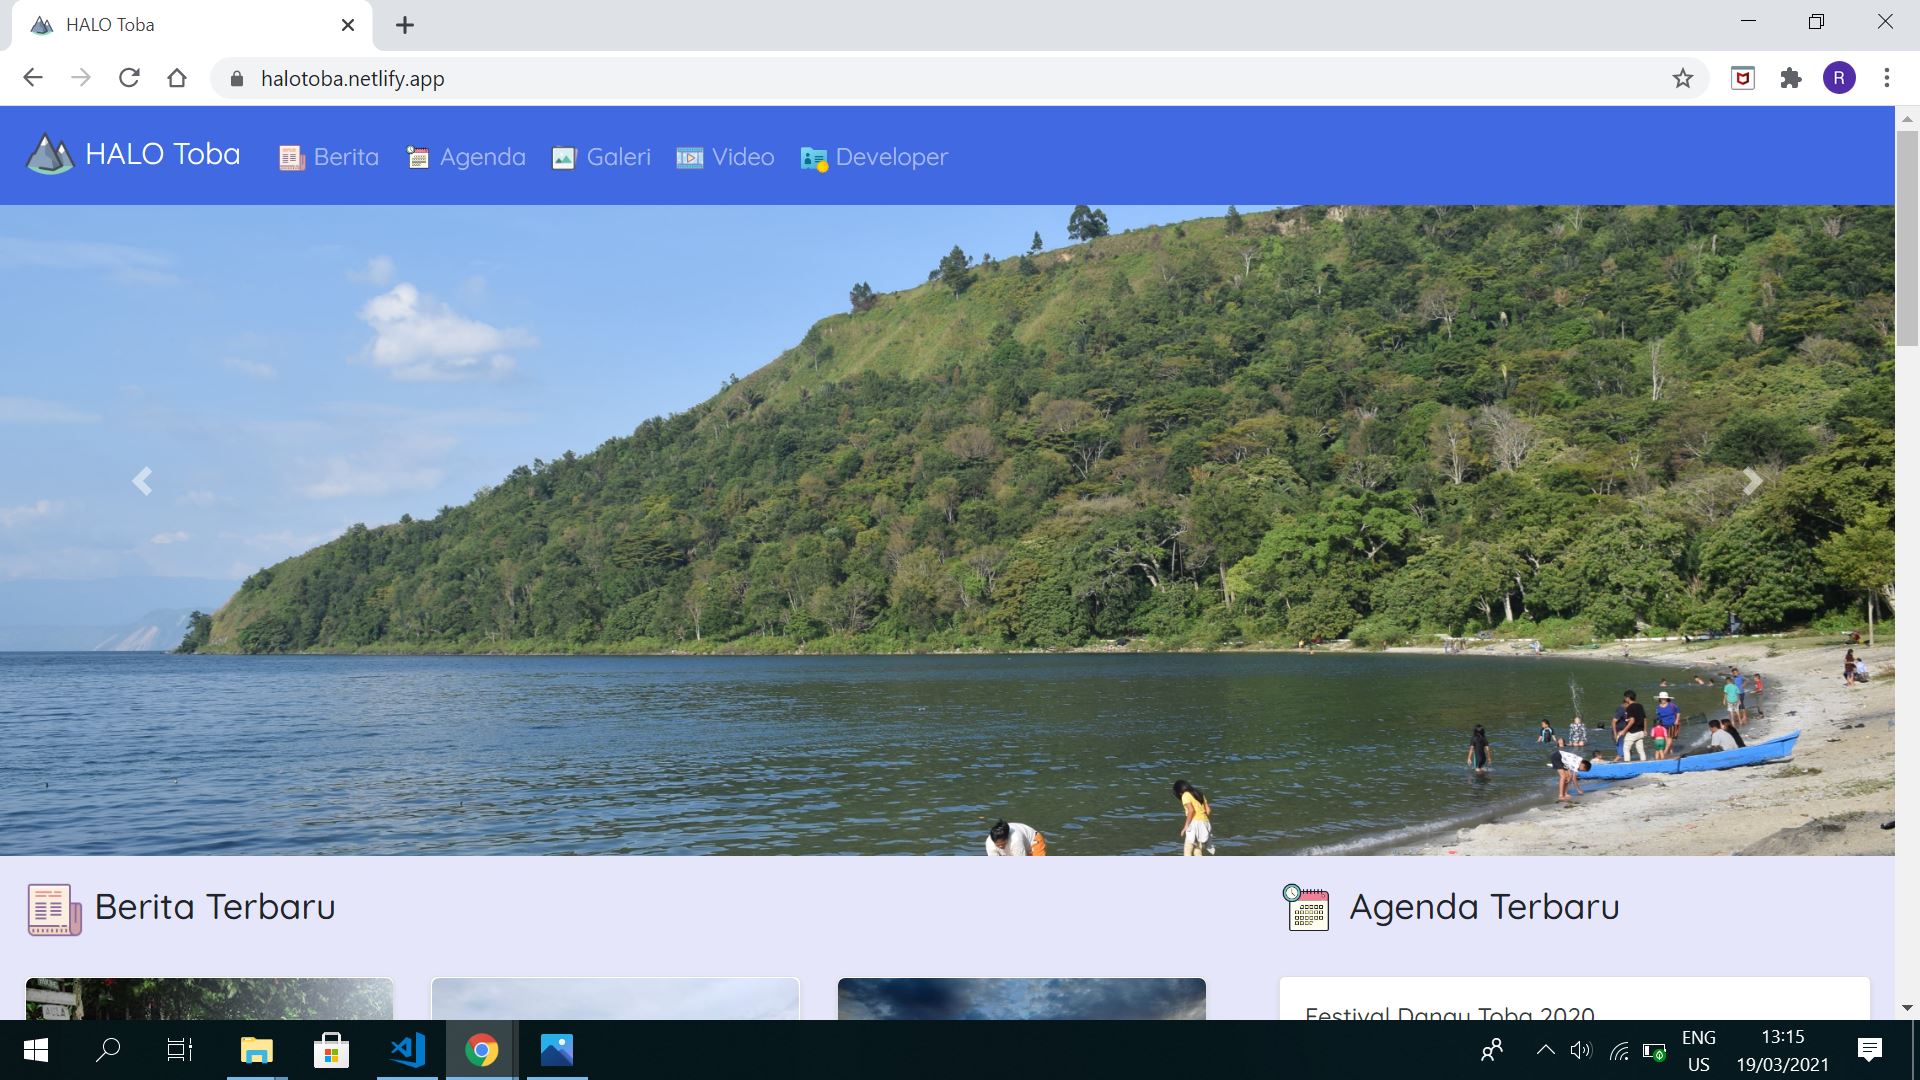 HALO Toba
halotoba.netlify.app
R
HALO Toba
Berita
Agenda
Galeri
Video
Developer
Berita Terbaru
Agenda Terbaru
AULA
Festival Danau Toba 2020
ENG
US
13:15
19/03/2021